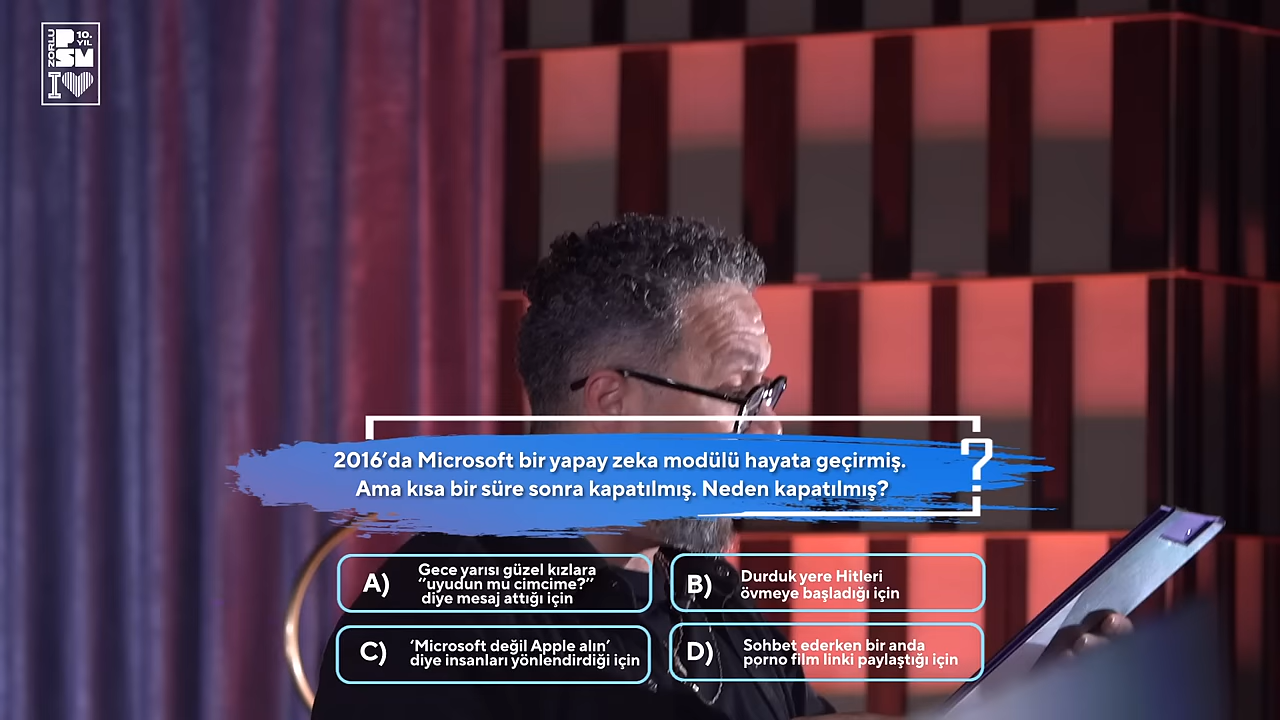 ZORLU
PSM
10.
YIL
I
2016'da Microsoft bir yapay zeka modülü hayata geçirmiş.
Ama kısa bir süre sonra kapatılmış. Neden kapatılmış?
?
A)
Gece yarısı güzel kızlara
"uyudun mu cimcime?"
diye mesaj attığı için
B)
Durduk yere Hitleri
övmeye başladığı için
C)
'Microsoft değil Apple alın'
diye insanları yönlendirdiği için
D)
Sohbet ederken bir anda
porno film linki paylaştığı için